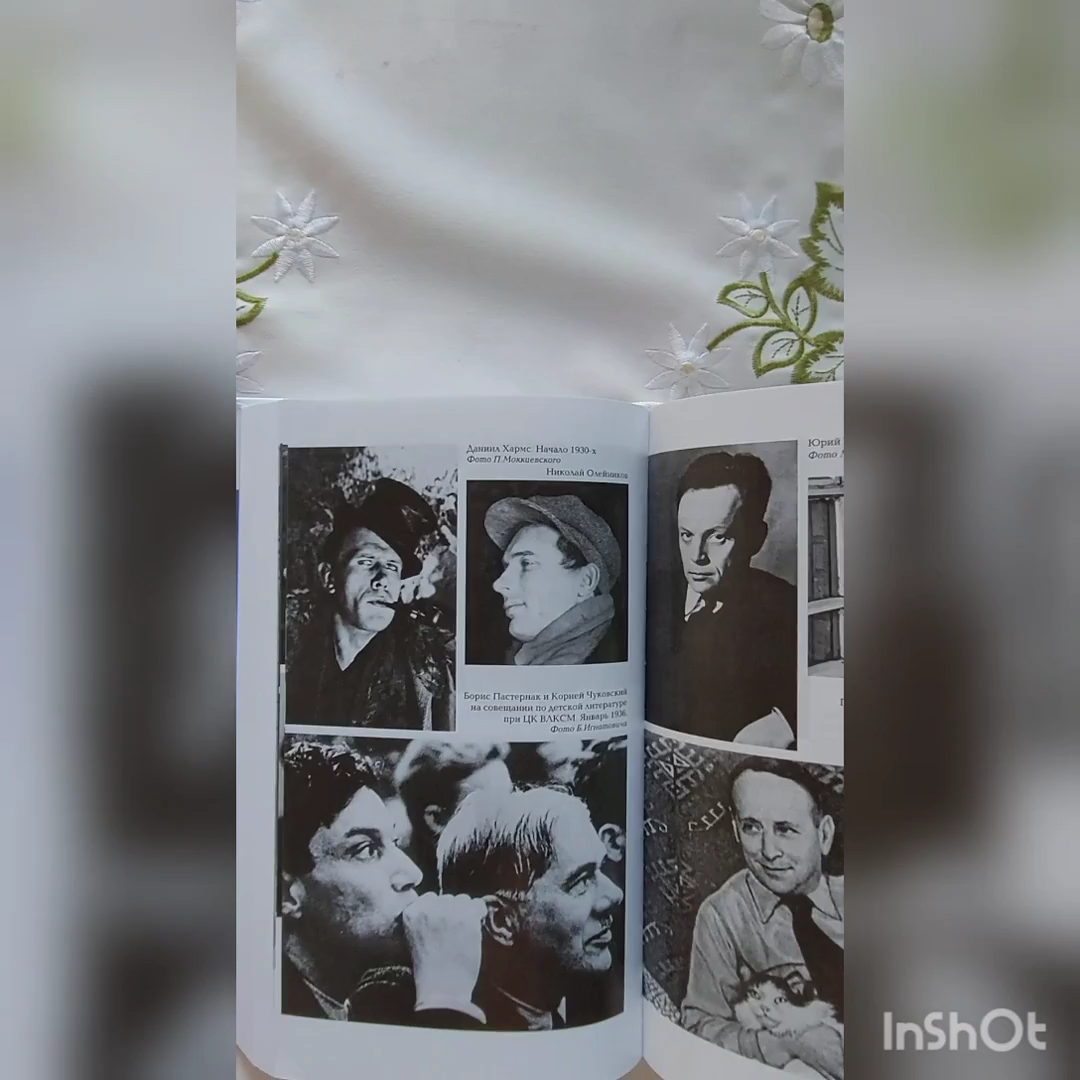 Даниил Хармс. Начало 1930-х
Фото П.Моккиевского
Николай Олейников
Борис Пастернак и Корней Чуковский
на совещании по детской литературе
при ЦК ВЛКСМ. Январь 1936.
Фото Б.Игнатовича
Юрий
Фото
InShOt